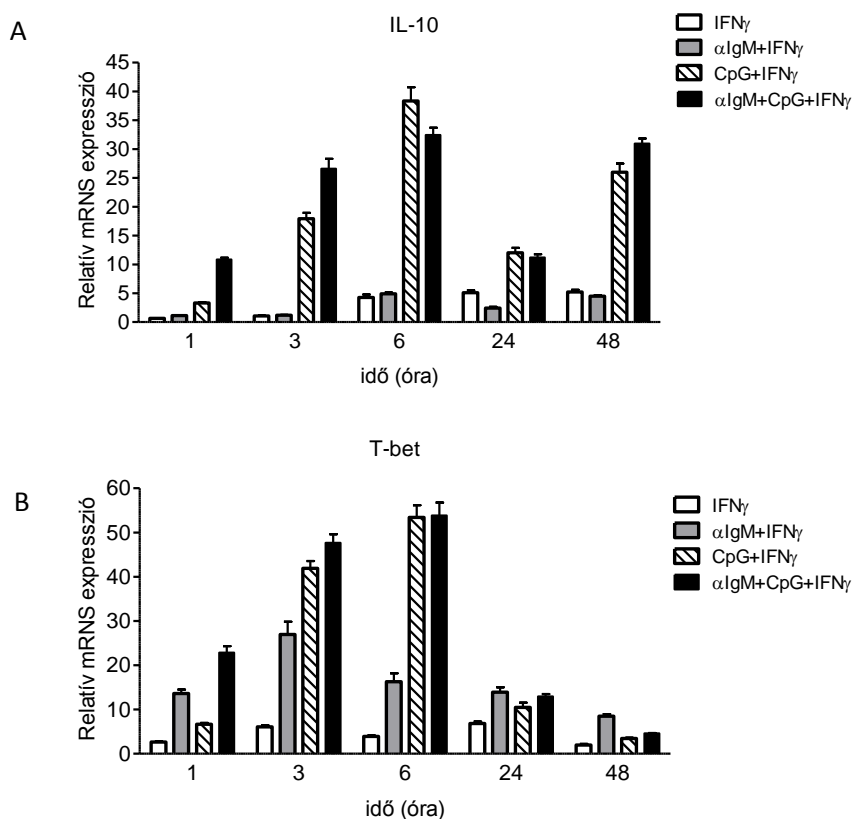 A
IL-10
IFNγ
αIgM+IFNγ
CpG+IFNγ
αIgM+CpG+IFNγ
Relatív mRNS expresszió
45
40
35
30
25
20
15
10
5
0
1 3 6 24 48
idő (óra)
B
T-bet
IFNγ
αIgM+IFNγ
CpG+IFNγ
αIgM+CpG+IFNγ
Relatív mRNS expresszió
60
50
40
30
20
10
0
1 3 6 24 48
idő (óra)